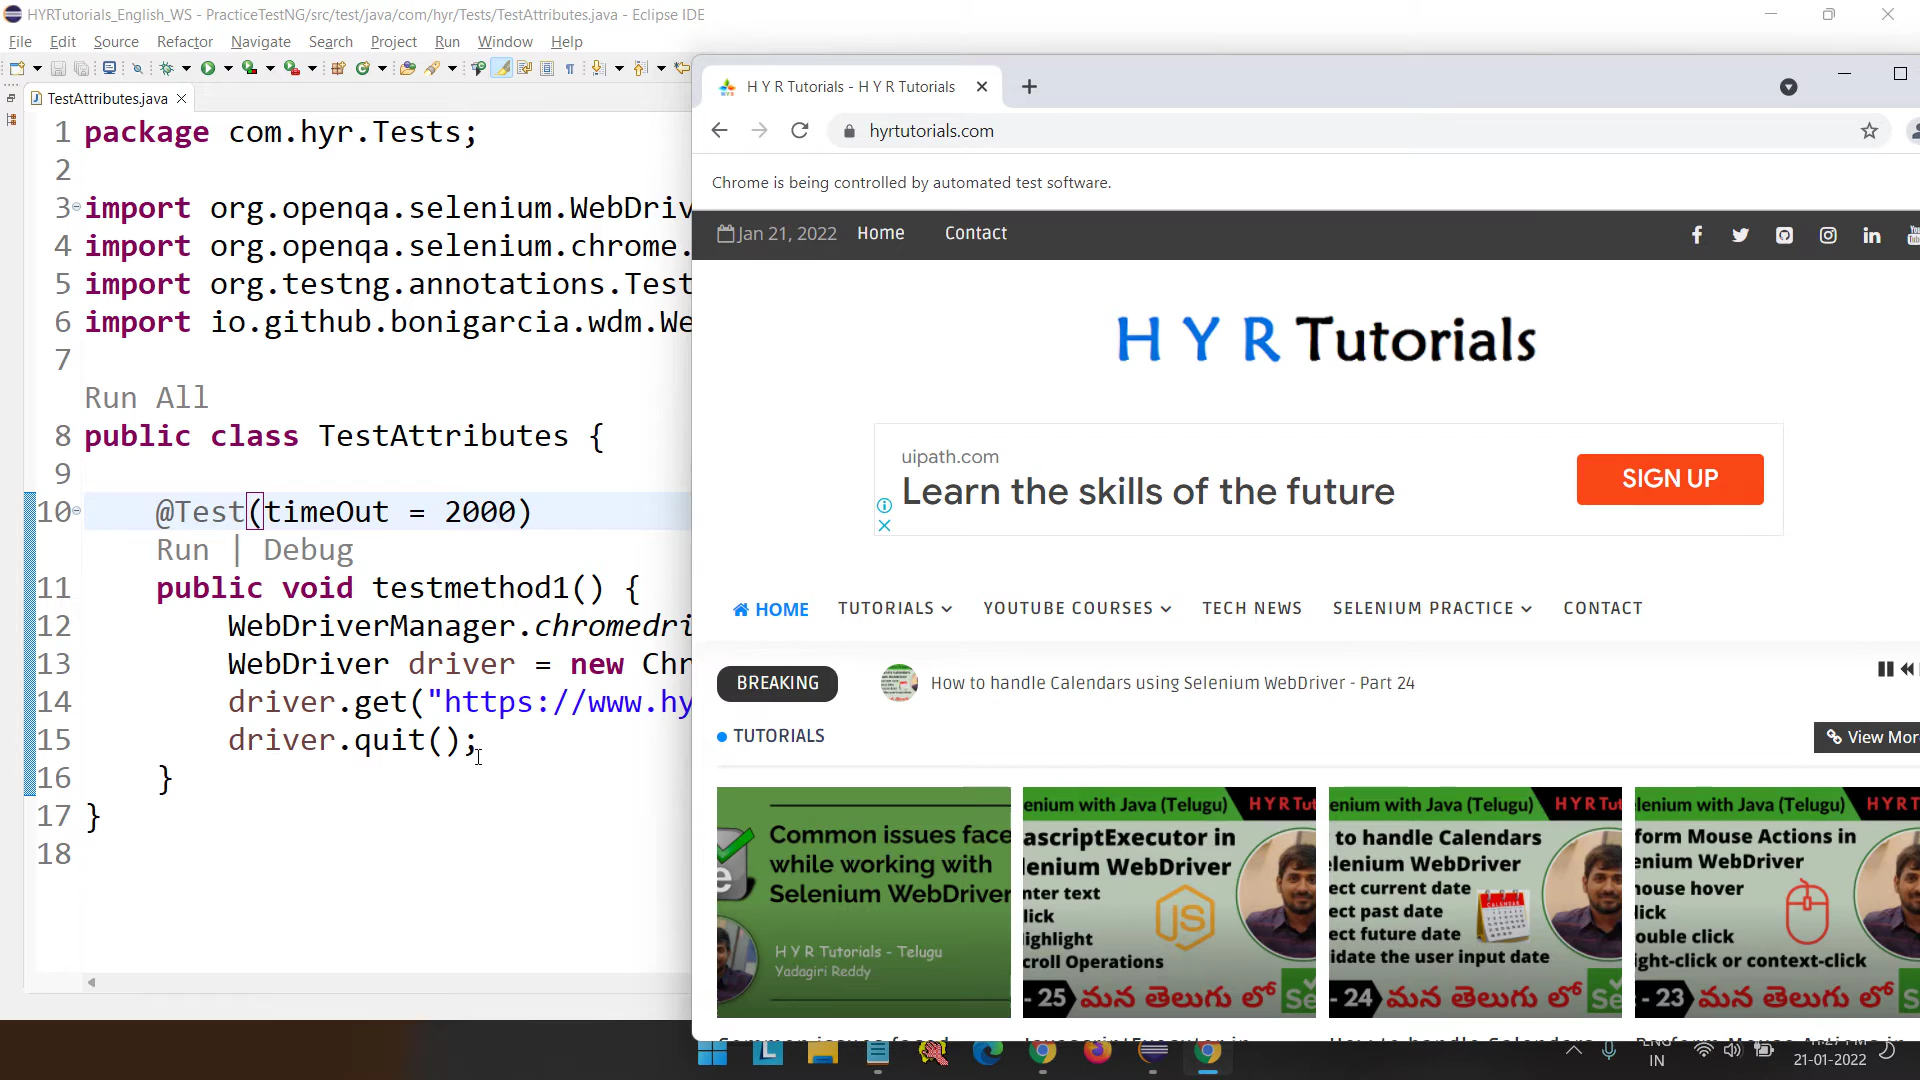 HYRTutorials_English_WS - PracticeTestNG/src/test/java/com/hyr/Tests/TestAttributes.java - Eclipse IDE
File Edit Source Refactor Navigate Search Project Run Window Help
TestAttributes.java
1 package com.hyr.Tests;
2
3 import org.openqa.selenium.WebDriv
4 import org.openqa.selenium.chrome.
5 import org.testng.annotations.Test
6 import io.github.bonigarcia.wdm.We
7
Run All
8 public class TestAttributes {
9
10 @Test(timeOut = 2000)
Run | Debug
11 public void testmethod1() {
12 WebDriverManager.chromedri
13 WebDriver driver = new Chr
14 driver.get("https://www.hy
15 driver.quit();
16 }
17 }
18
H Y R Tutorials - H Y R Tutorials
hyrtutorials.com
Chrome is being controlled by automated test software.
Jan 21, 2022 Home Contact
H Y R Tutorials
uipath.com
Learn the skills of the future
SIGN UP
HOME TUTORIALS YOUTUBE COURSES TECH NEWS SELENIUM PRACTICE CONTACT
BREAKING How to handle Calendars using Selenium WebDriver - Part 24
TUTORIALS
View Mor
Common issues face
while working with
Selenium WebDriver
H Y R Tutorials - Telugu
Yadagiri Reddy
enium with Java (Telugu) H Y R Tut
ascriptExecutor in
lenium WebDriver
nter text
lick
ighlight
croll Operations
- 25 మన తెలుగు లో Se
lenium with Java (Telugu) H Y R Tut
to handle Calendars
elenium WebDriver
ect current date
ect past date
ect future date
idate the user input date
- 24 మన తెలుగు లో Se
lenium with Java (Telugu) H Y R T
form Mouse Actions in
enium WebDriver
ouse hover
lick
ouble click
ght-click or context-click
- 23 మన తెలుగు లో Se
IN
21-01-2022